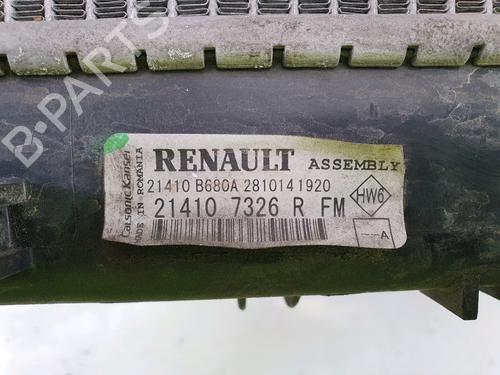 B-PARTS
Calsonic Kansei
MADE IN ROMANIA
RENAULT ASSEMBLY
21410 B680A 2810141920
21410 7326 R FM
HW6
A